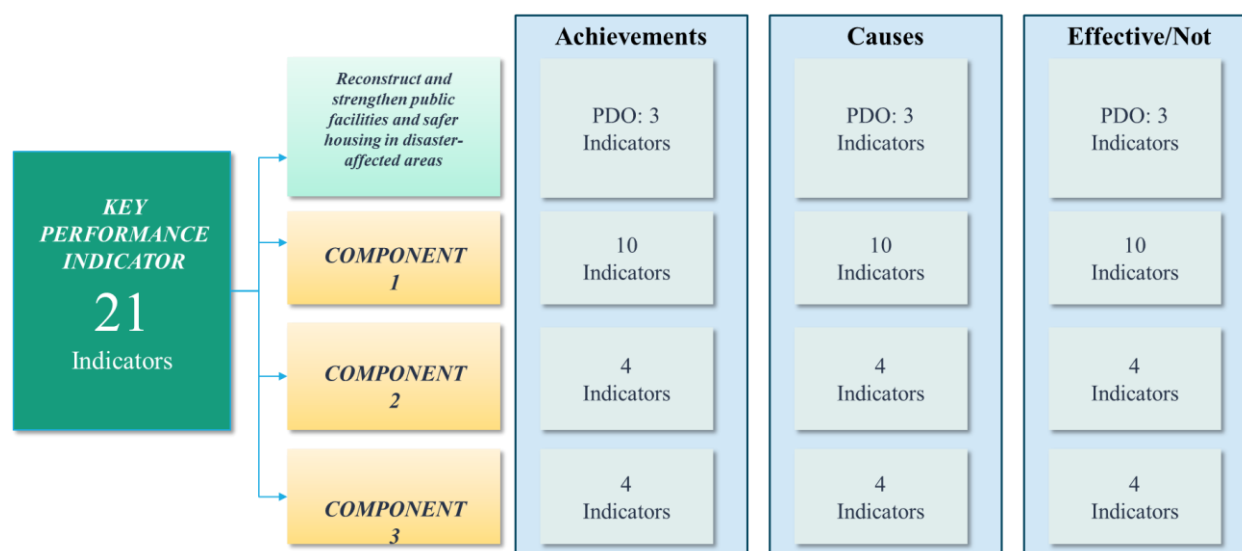 Achievements
Causes
Effective/Not
Reconstruct and
strengthen public
facilities and safer
housing in disaster-
affected areas
PDO: 3
Indicators
PDO: 3
Indicators
PDO: 3
Indicators
KEY
PERFORMANCE
INDICATOR
21
Indicators
COMPONENT
1
10
Indicators
10
Indicators
10
Indicators
COMPONENT
2
4
Indicators
4
Indicators
4
Indicators
COMPONENT
3
4
Indicators
4
Indicators
4
Indicators